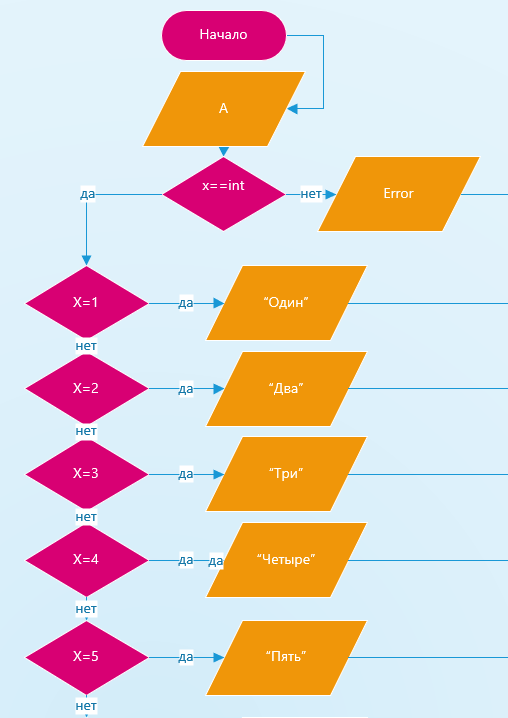 Начало
A
x==int
да
нет
Error
X=1
да
"Один"
нет
X=2
да
"Два"
нет
X=3
да
"Три"
нет
X=4
да
да
"Четыре"
нет
X=5
да
"Пять"
нет